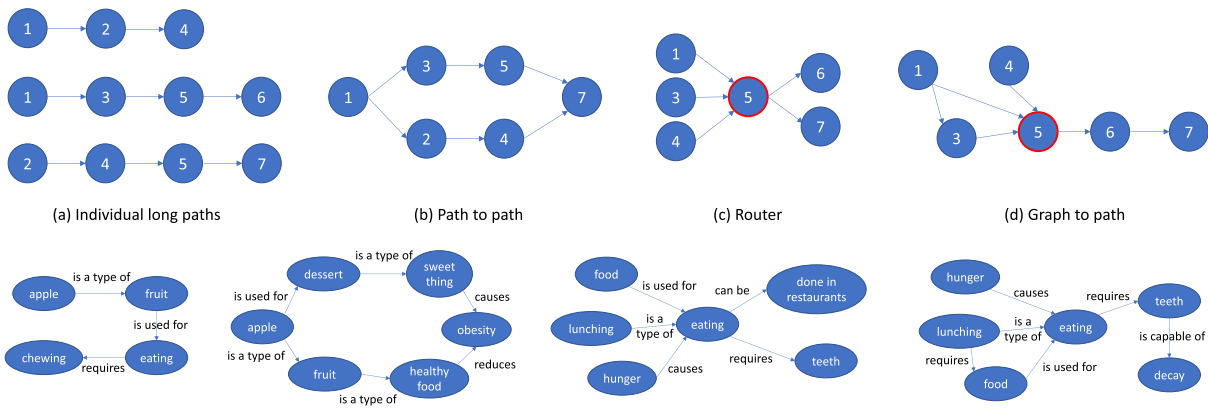 1 2 4
1 3 5 6
2 4 5 7
(a) Individual long paths
1
3 5
2 4
7
(b) Path to path
1
3
4
5
6
7
(c) Router
1 4
3 5 6 7
(d) Graph to path
apple
is a type of
fruit
is used for
chewing
requires
eating
dessert
is a type of
sweet
thing
is used for
causes
apple
obesity
is a type of
reduces
fruit
healthy
food
is a type of
food
is used for
can be
done in
restaurants
lunching
is a
type of
eating
hunger
causes
requires
teeth
hunger
causes
requires
teeth
lunching
is a
type of
eating
is capable of
requires
food
is used for
decay